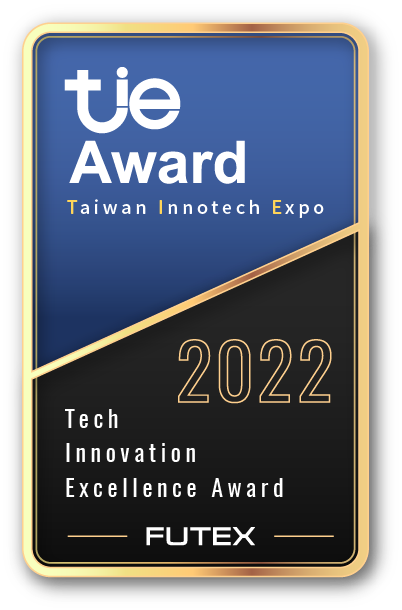 tie
Award
Taiwan Innotech Expo
2022
Tech
Innovation
Excellence Award
FUTEX